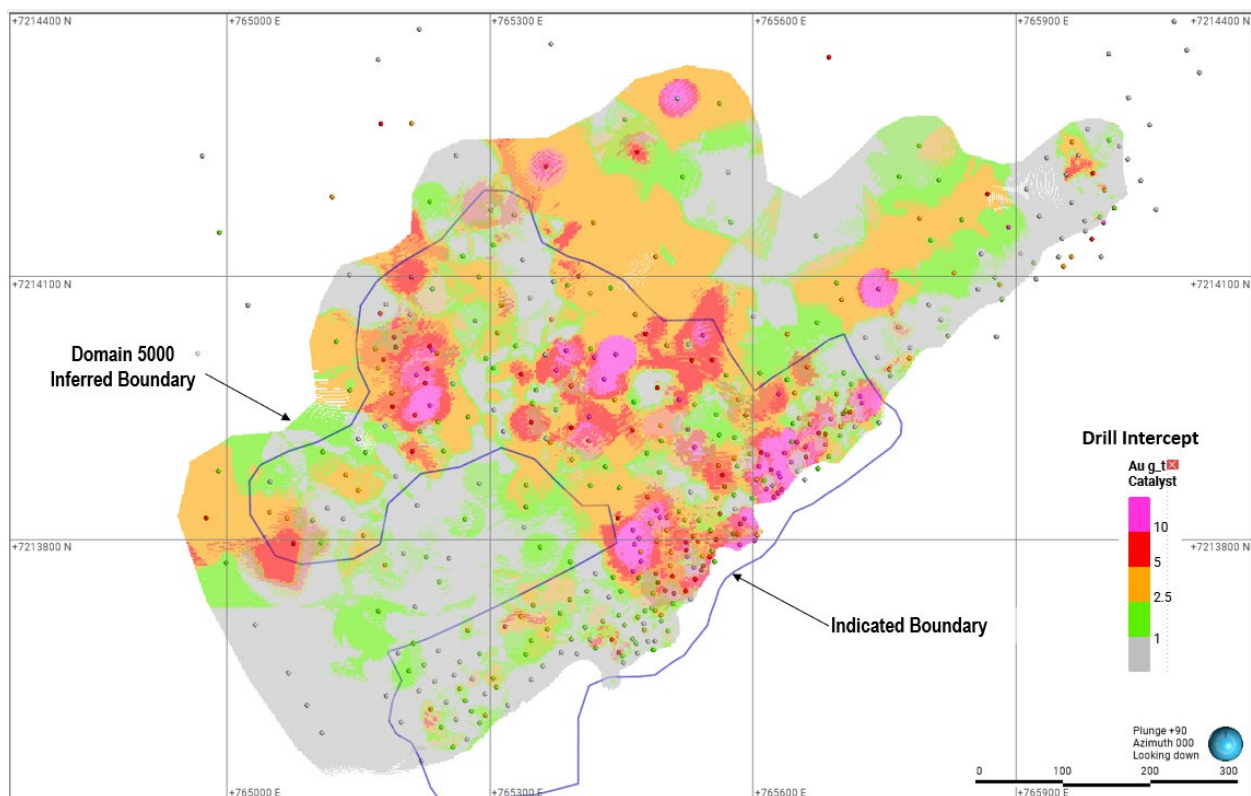 +7214400 N
+765000 E
+765300 E
+765600 E
+765900 E
+7214400 N
+7214100 N
+7214100 N
Domain 5000
Inferred Boundary
Drill Intercept
Au g_t
Catalyst
10
5
2.5
1
+7213800 N
+7213800 N
Indicated Boundary
Plunge +90
Azimuth 000
Looking down
0
100
200
300
+765000 E
+765300 E
+765600 E
+765900 E